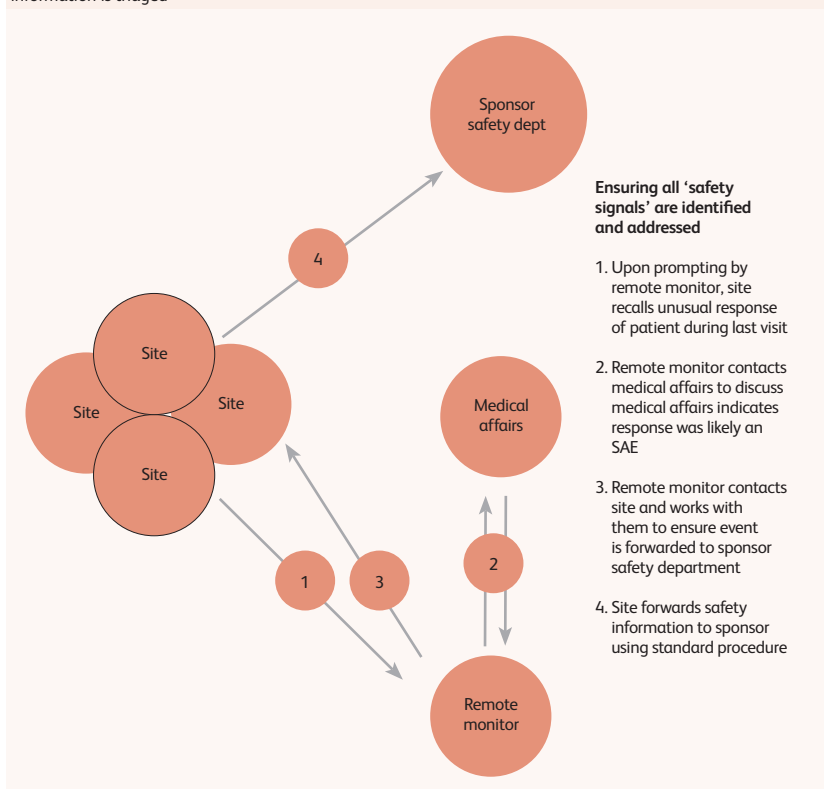 information is triaged
Sponsor
safety dept
4
Site
Site
Site
Site
1
3
Medical
affairs
2
Remote
monitor
Ensuring all ‘safety
signals’ are identified
and addressed
1. Upon prompting by
remote monitor, site
recalls unusual response
of patient during last visit
2. Remote monitor contacts
medical affairs to discuss
medical affairs indicates
response was likely an
SAE
3. Remote monitor contacts
site and works with
them to ensure event
is forwarded to sponsor
safety department
4. Site forwards safety
information to sponsor
using standard procedure